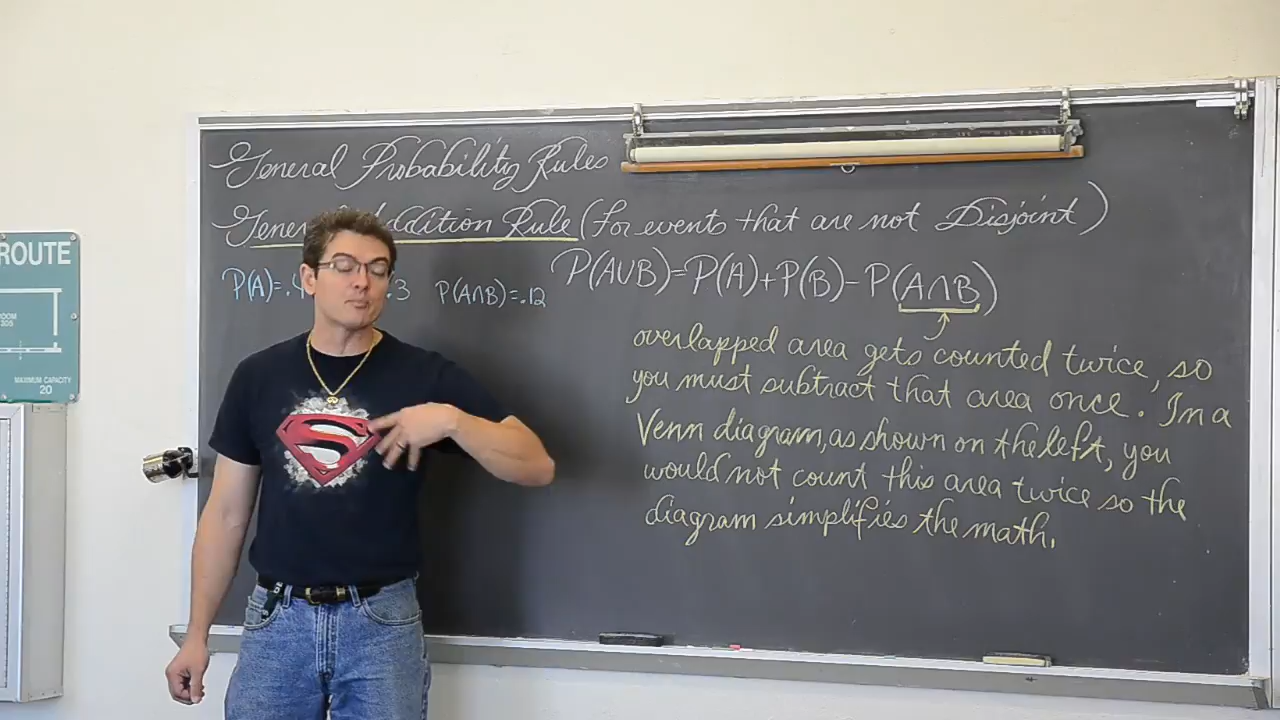 General Probability Rules
General Addition Rule (for events that are not Disjoint)
P(A)=.4 .3 P(A∩B)=.12
P(A∪B)=P(A)+P(B)-P(A∩B)
overlapped area gets counted twice, so
you must subtract that area once. In a
Venn diagram, as shown on the left, you
would not count this area twice so the
diagram simplifies the math.
ROUTE
305
MAXIMUM CAPACITY
20
S